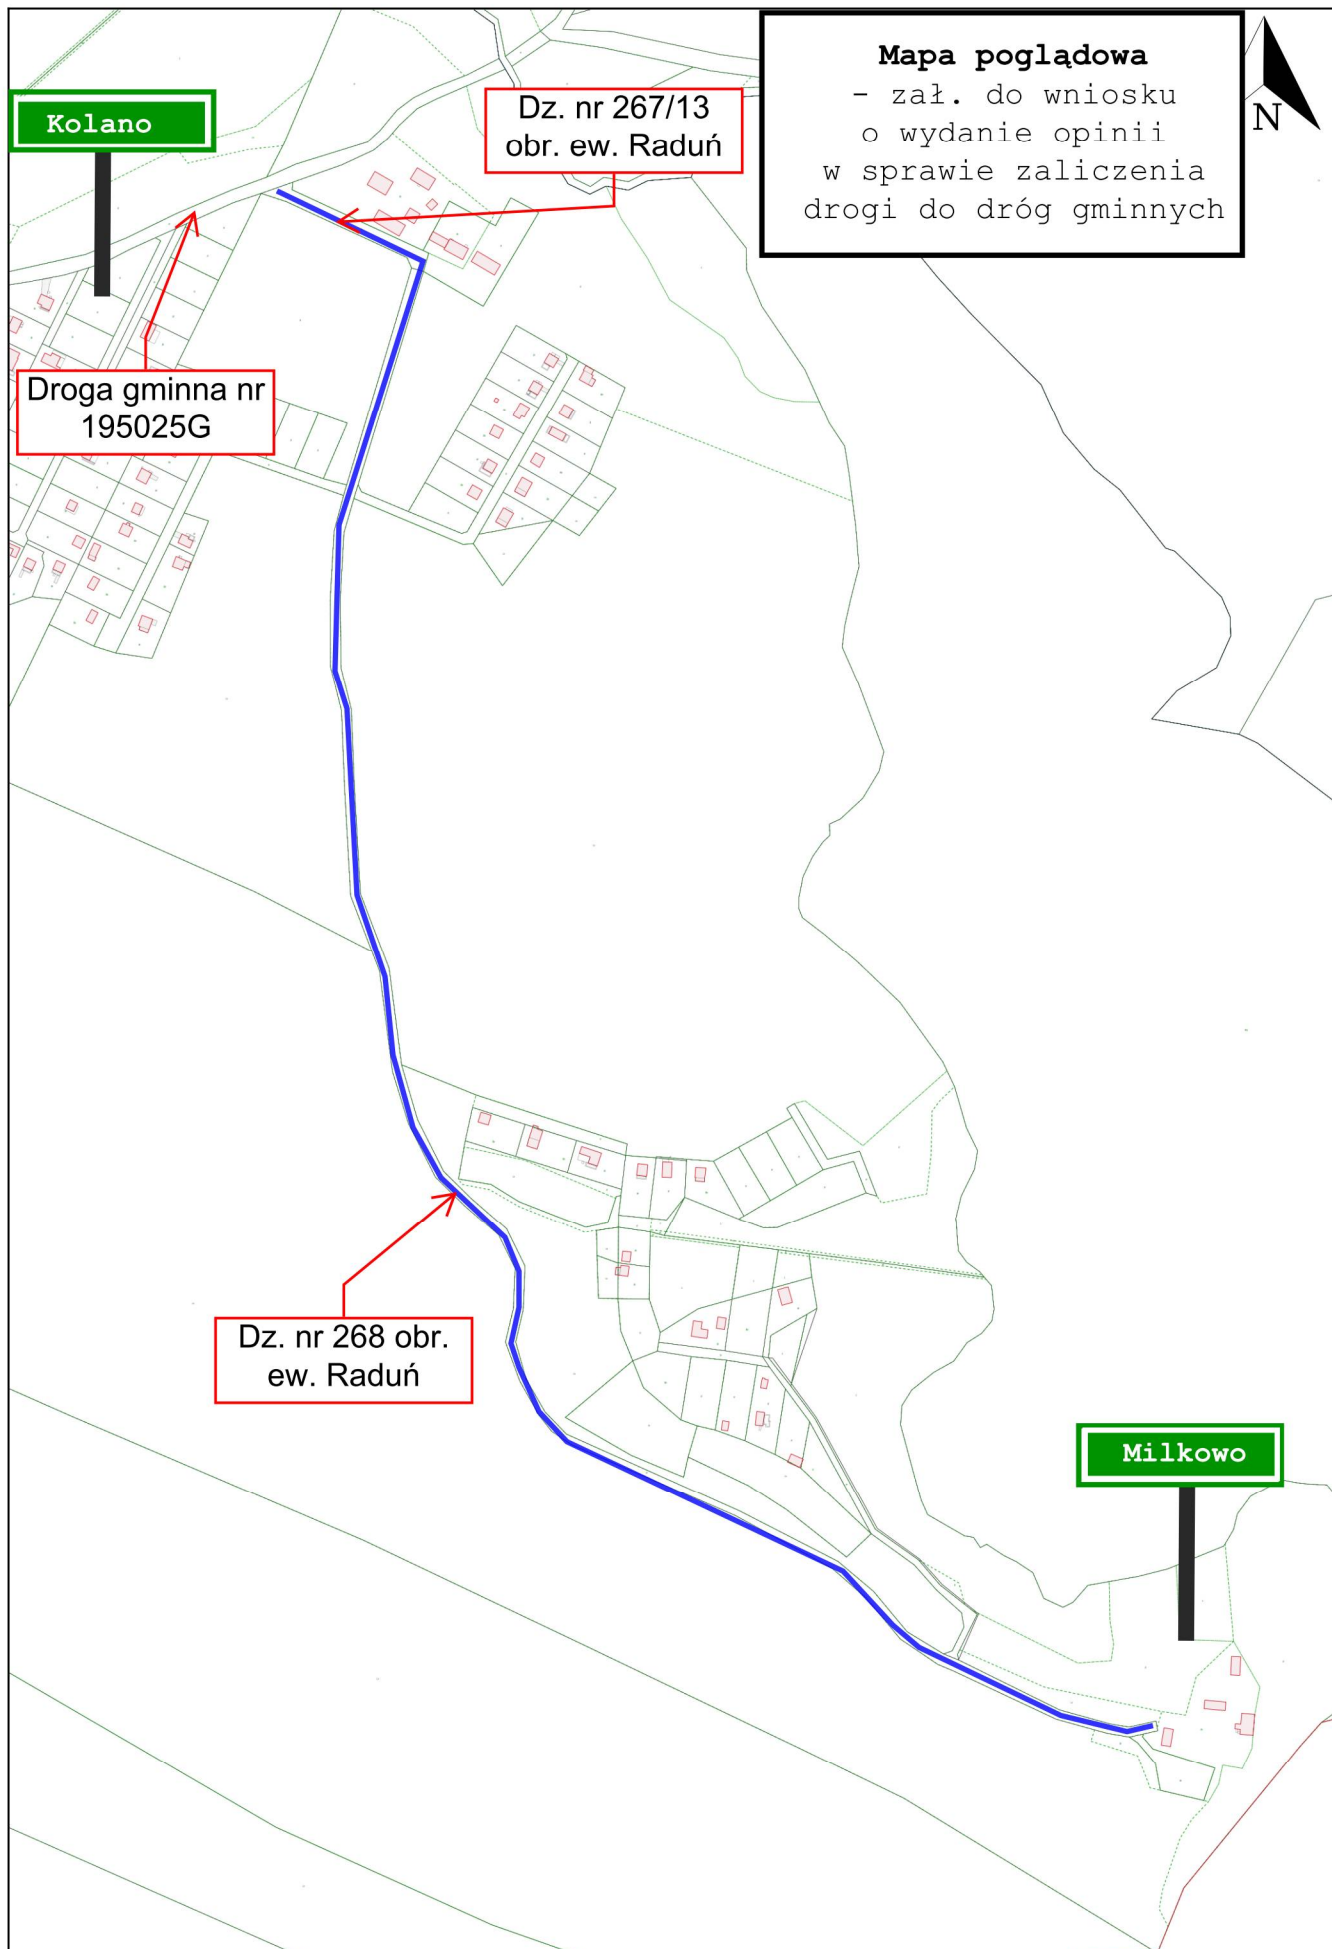 Mapa poglądowa
- zał. do wniosku
o wydanie opinii
w sprawie zaliczenia
drogi do dróg gminnych
N
Kolano
Dz. nr 267/13
obr. ew. Raduń
Droga gminna nr
195025G
Dz. nr 268 obr.
ew. Raduń
Milkowo